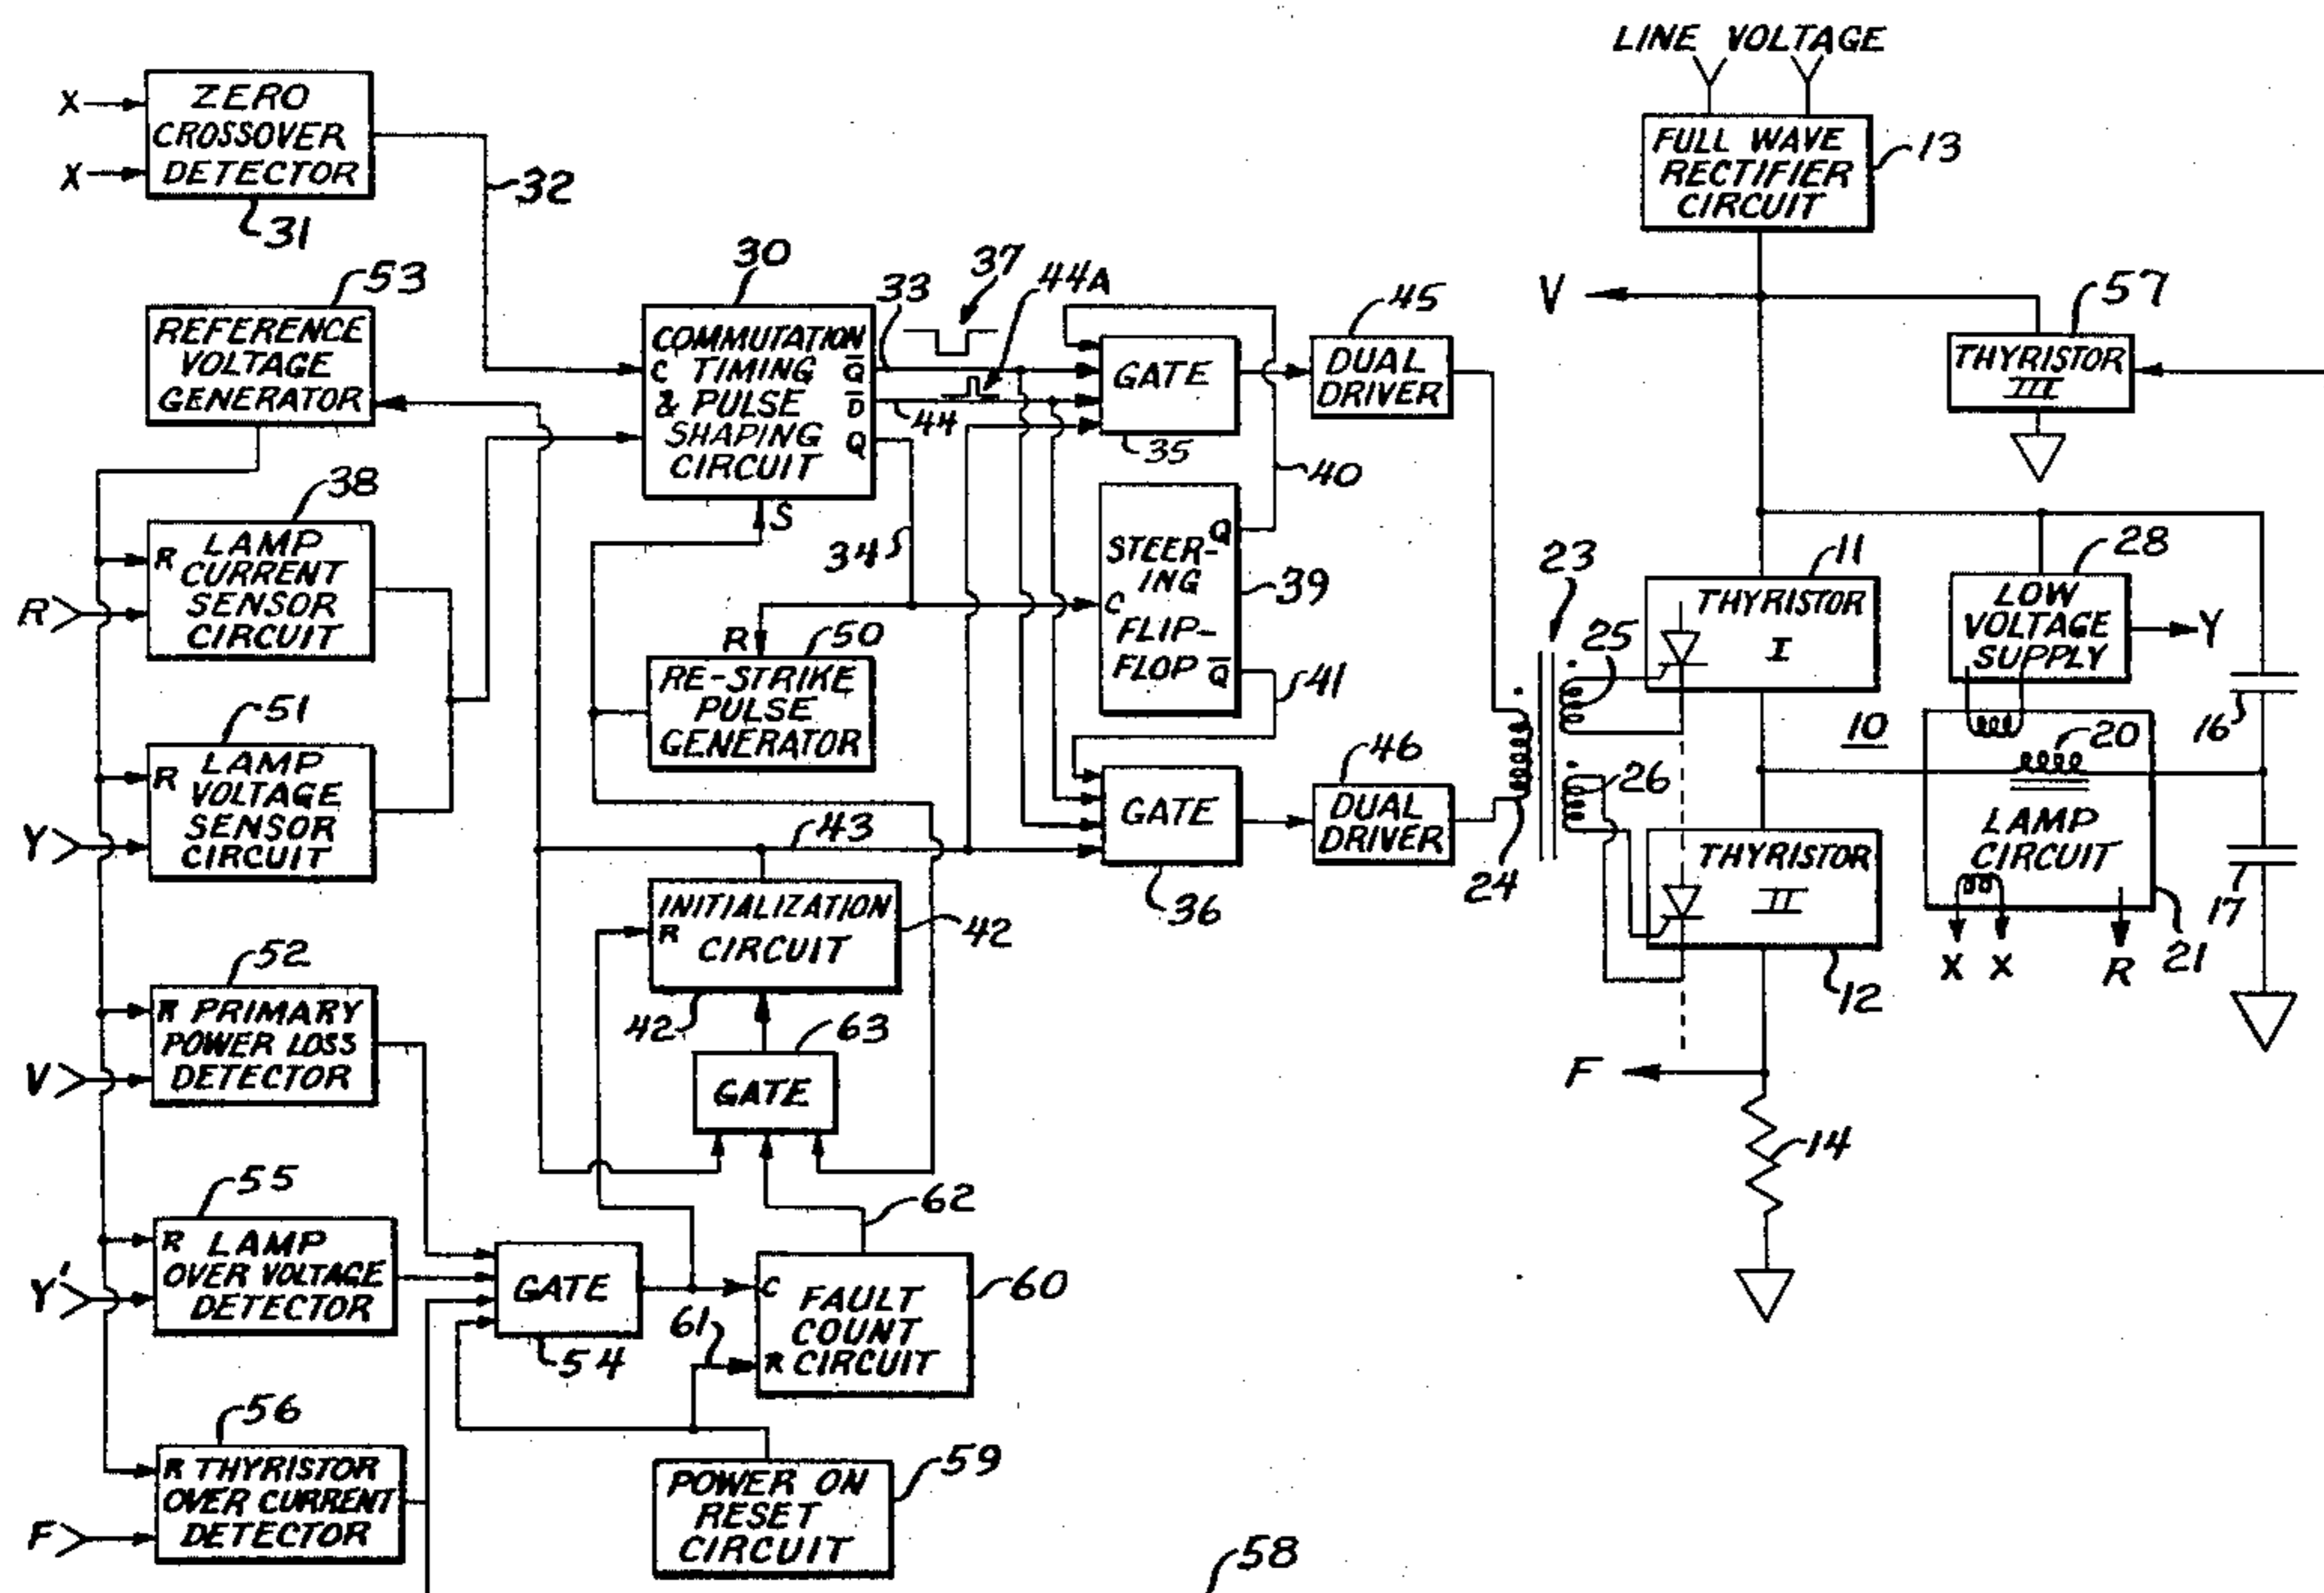 LINE VOLTAGE
X
X
ZERO
CROSSOVER
DETECTOR
31
32
FULL WAVE
RECTIFIER
CIRCUIT
13
53
REFERENCE
VOLTAGE
GENERATOR
30
COMMUTATION
C TIMING
& PULSE
SHAPING
CIRCUIT
Q̅
D̅
Q
S
33
37
44A
44
GATE
35
45
DUAL
DRIVER
V
57
THYRISTOR
III
38
R LAMP
CURRENT
SENSOR
CIRCUIT
R
34
40
STEER-
ING
FLIP-
FLOP
C
Q
Q̅
39
41
R
50
RE-STRIKE
PULSE
GENERATOR
23
25
24
26
11
THYRISTOR
I
28
LOW
VOLTAGE
SUPPLY
Y
10
16
20
LAMP
CIRCUIT
X X
R
21
17
51
R LAMP
VOLTAGE
SENSOR
CIRCUIT
Y
43
GATE
36
46
DUAL
DRIVER
THYRISTOR
II
12
INITIALIZATION
R
CIRCUIT
42
42
52
R PRIMARY
POWER LOSS
DETECTOR
V
63
GATE
F
14
55
R LAMP
OVER VOLTAGE
DETECTOR
Y'
62
GATE
54
61
C
FAULT
COUNT
R CIRCUIT
60
56
R THYRISTOR
OVER CURRENT
DETECTOR
F
POWER ON
RESET
CIRCUIT
59
58